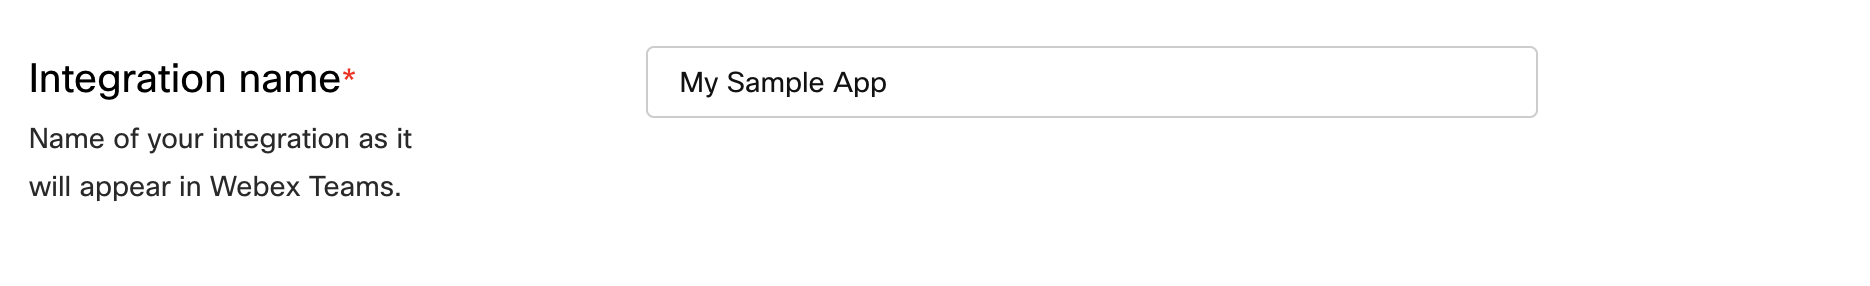 Integration name*
My Sample App
Name of your integration as it
will appear in Webex Teams.